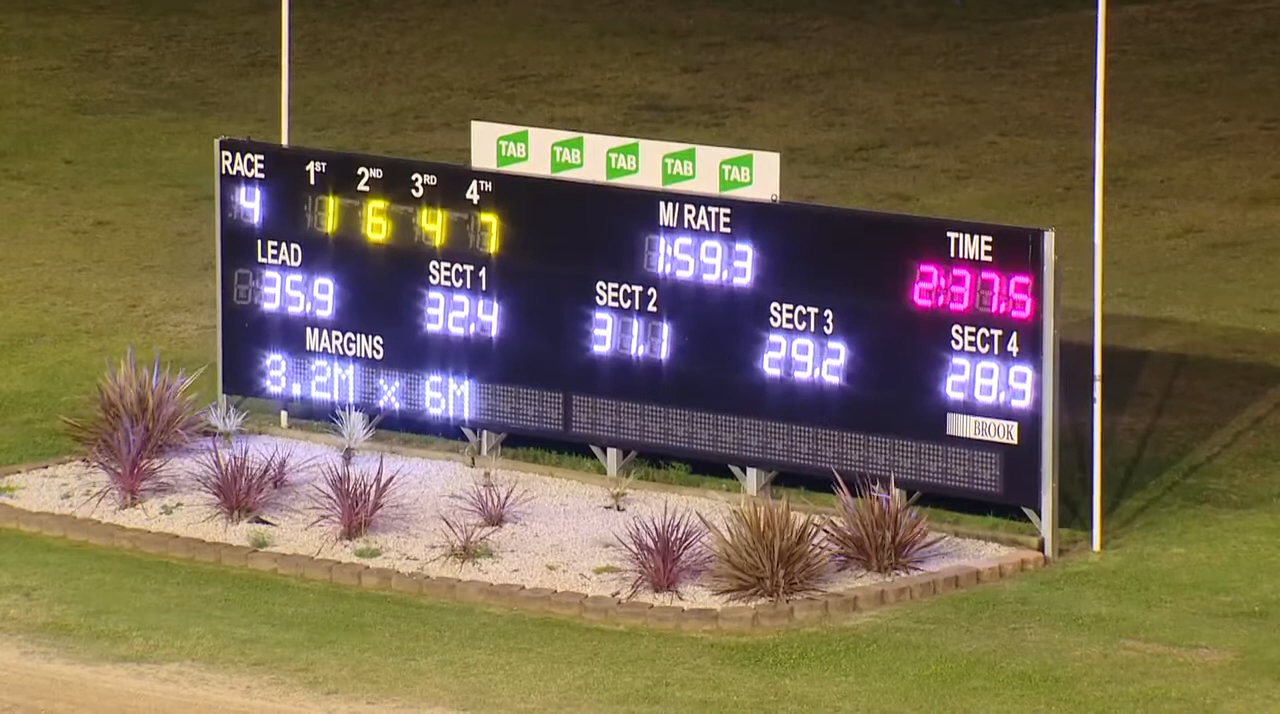 TAB TAB TAB TAB TAB
RACE 1ST 2ND 3RD 4TH
4 1 6 4 7
M/ RATE
1:59.3
TIME
2:37.5
LEAD
35.9
SECT 1
32.4
SECT 2
31.1
SECT 3
29.2
SECT 4
28.9
MARGINS
3.2M x 6M
BROOK